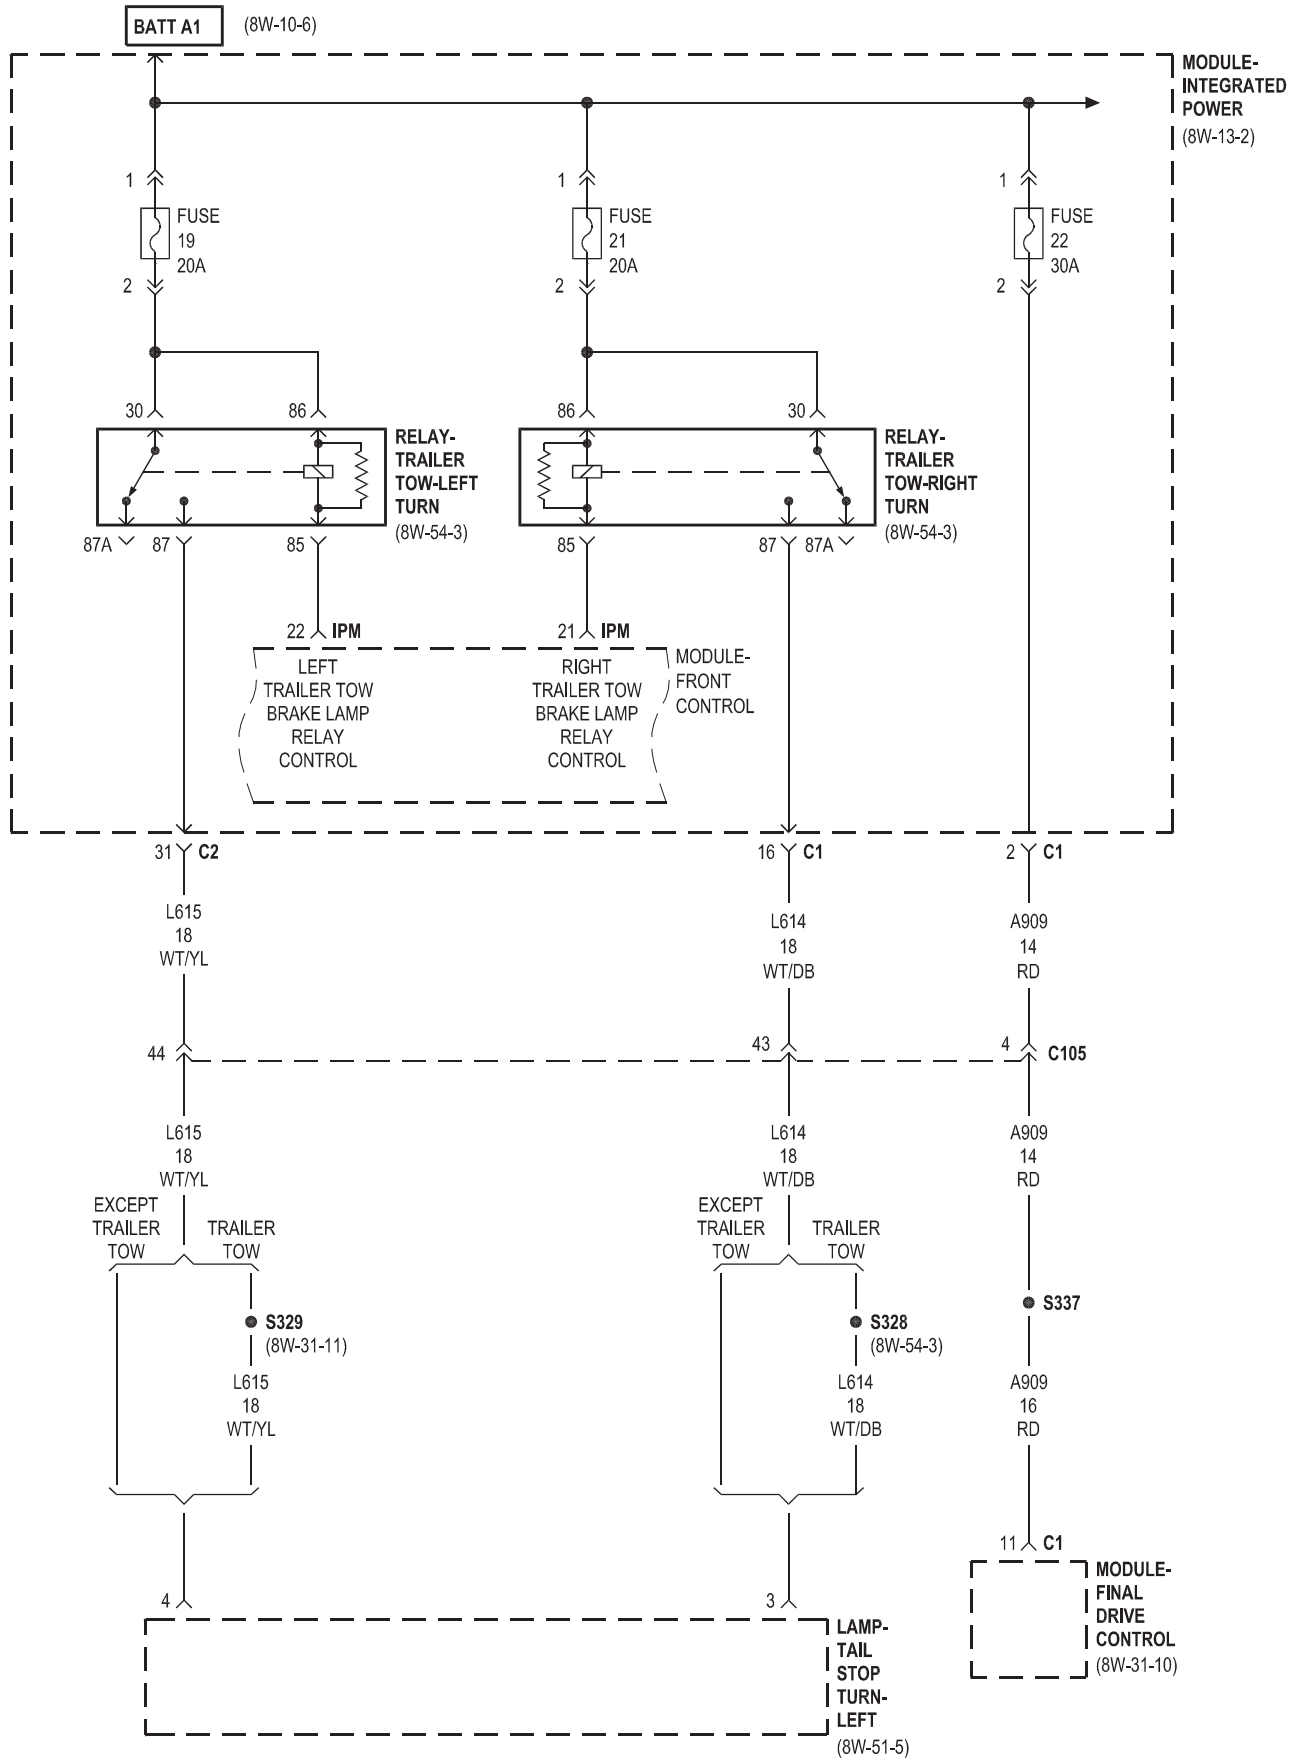 BATT A1
(8W-10-6)
MODULE-
INTEGRATED
POWER
(8W-13-2)
1
FUSE
19
20A
2
1
FUSE
21
20A
2
1
FUSE
22
30A
2
30
86
86
30
RELAY-
TRAILER
TOW-LEFT
TURN
(8W-54-3)
RELAY-
TRAILER
TOW-RIGHT
TURN
(8W-54-3)
87A
87
85
85
87
87A
22
IPM
21
IPM
LEFT
TRAILER TOW
BRAKE LAMP
RELAY
CONTROL
RIGHT
TRAILER TOW
BRAKE LAMP
RELAY
CONTROL
MODULE-
FRONT
CONTROL
31
C2
16
C1
2
C1
L615
18
WT/YL
L614
18
WT/DB
A909
14
RD
44
43
4
C105
L615
18
WT/YL
L614
18
WT/DB
A909
14
RD
EXCEPT
TRAILER
TOW
TRAILER
TOW
EXCEPT
TRAILER
TOW
TRAILER
TOW
S329
(8W-31-11)
S328
(8W-54-3)
S337
L615
18
WT/YL
L614
18
WT/DB
A909
16
RD
11
C1
4
3
MODULE-
FINAL
DRIVE
CONTROL
(8W-31-10)
LAMP-
TAIL
STOP
TURN-
LEFT
(8W-51-5)